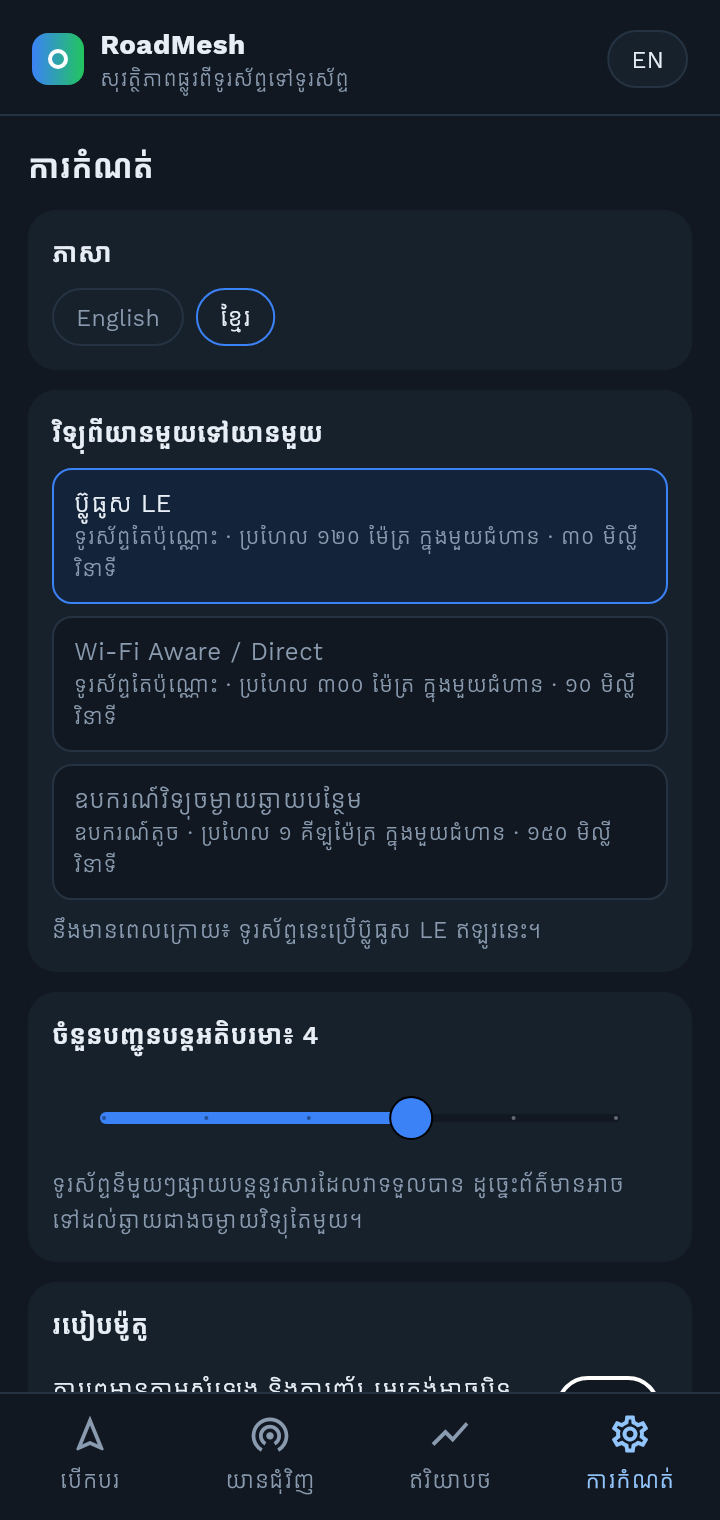 RoadMesh
សុវត្ថិភាពផ្លូវពីទូរស័ព្ទទៅទូរស័ព្ទ
EN
ការកំណត់
ភាសា
English
ខ្មែរ
វិទ្យុពីយានមួយទៅយានមួយ
ប៊្លូធូស LE
ទូរស័ព្ទតែប៉ុណ្ណោះ · ប្រហែល ១២០ ម៉ែត្រ ក្នុងមួយជំហាន · ៣០ មិល្លី
វិនាទី
Wi-Fi Aware / Direct
ទូរស័ព្ទតែប៉ុណ្ណោះ · ប្រហែល ៣០០ ម៉ែត្រ ក្នុងមួយជំហាន · ១០ មិល្លី
វិនាទី
ឧបករណ៍វិទ្យុចម្ងាយឆ្ងាយបន្ថែម
ឧបករណ៍តូច · ប្រហែល ១ គីឡូម៉ែត្រ ក្នុងមួយជំហាន · ១៥០ មិល្លី
វិនាទី
នឹងមានពេលក្រោយ៖ ទូរស័ព្ទនេះប្រើប៊្លូធូស LE ឥឡូវនេះ។
ចំនួនបញ្ជូនបន្តអតិបរមា៖ 4
ទូរស័ព្ទនីមួយៗផ្សាយបន្តនូវសារដែលវាទទួលបាន ដូច្នេះព័ត៌មានអាច
ទៅដល់ឆ្ងាយជាងចម្ងាយវិទ្យុតែមួយ។
របៀបម៉ូតូ
បើកបរ
យានជុំវិញ
ឥរិយាបថ
ការកំណត់